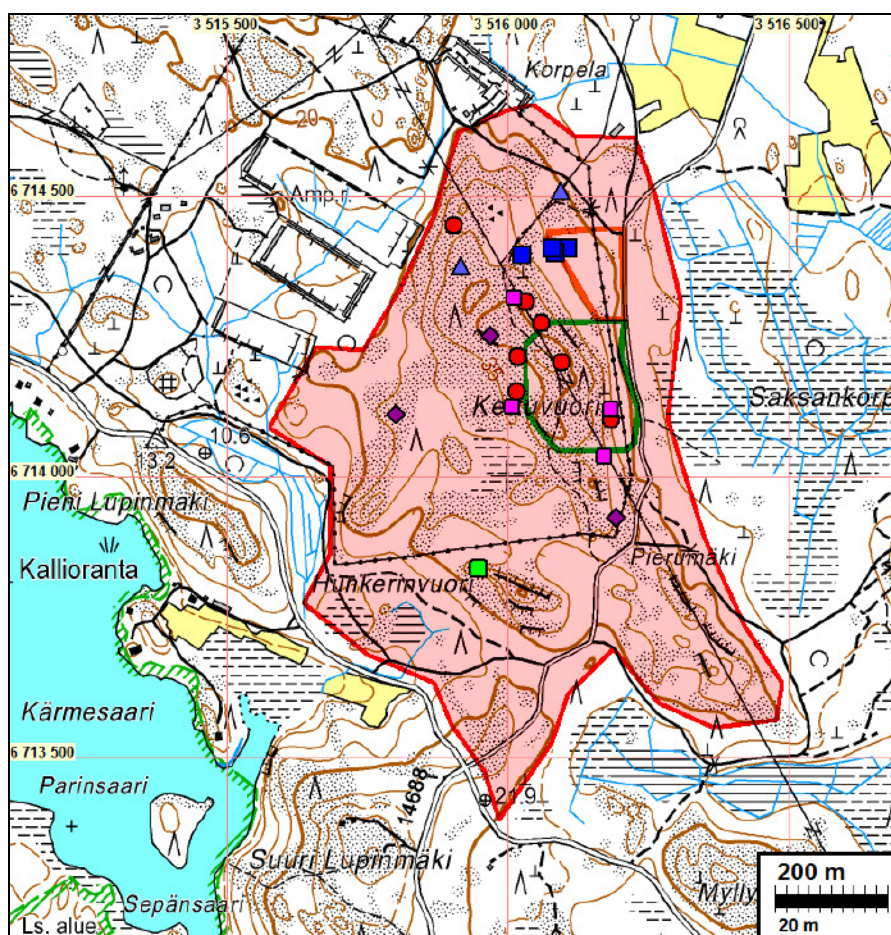 3 515 500
3 516 000
3 516 500
Korpela
20
6 714 500
Amp.r.
35
Keltuvuori
Saksankorp
10.6
13.2
6 714 000
Pieni Lupinmäki
Kallioranta
Hunkerinvuori
Pierumäki
Kärmesaari
6 713 500
Parinsaari
14688
21.9
Suuri Lupinmäki
Mylly
200 m
20 m
Sepänsaari
Ls. alue